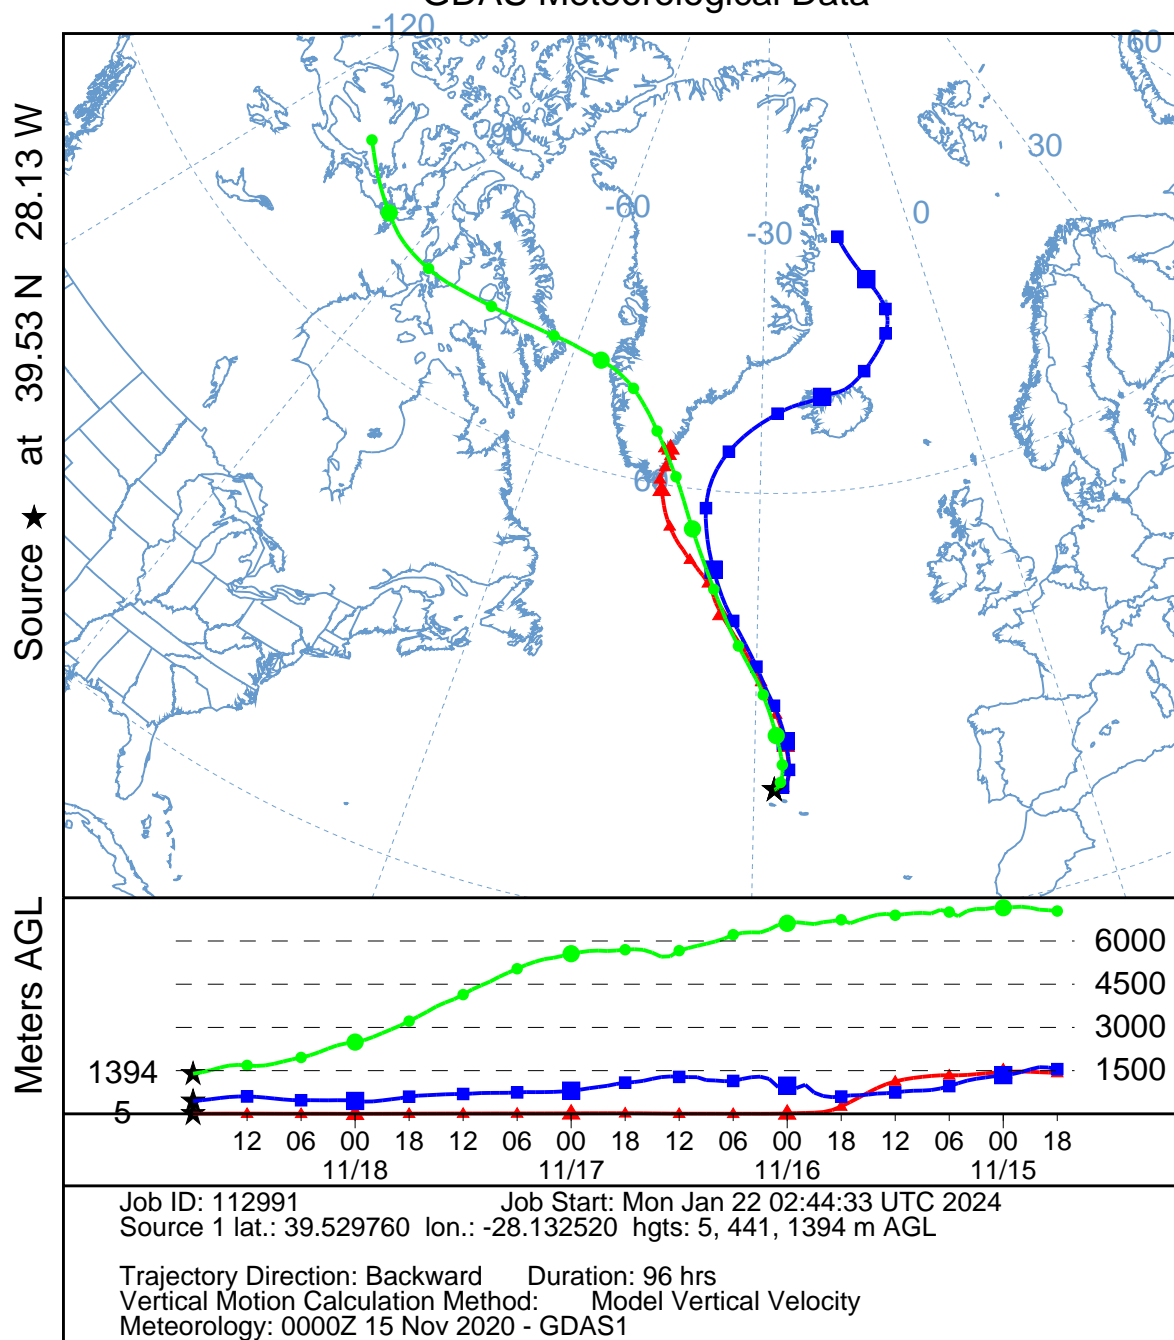 GDAS Meteorological Data
-120
60
90
30
-60
0
-30
60
Source ★ at 39.53 N 28.13 W
Meters AGL
6000
4500
3000
1500
1394
5
12 06 00 18 12 06 00 18 12 06 00 18 12 06 00 18
11/18 11/17 11/16 11/15
Job ID: 112991 Job Start: Mon Jan 22 02:44:33 UTC 2024
Source 1 lat.: 39.529760 lon.: -28.132520 hgts: 5, 441, 1394 m AGL
Trajectory Direction: Backward Duration: 96 hrs
Vertical Motion Calculation Method: Model Vertical Velocity
Meteorology: 0000Z 15 Nov 2020 - GDAS1